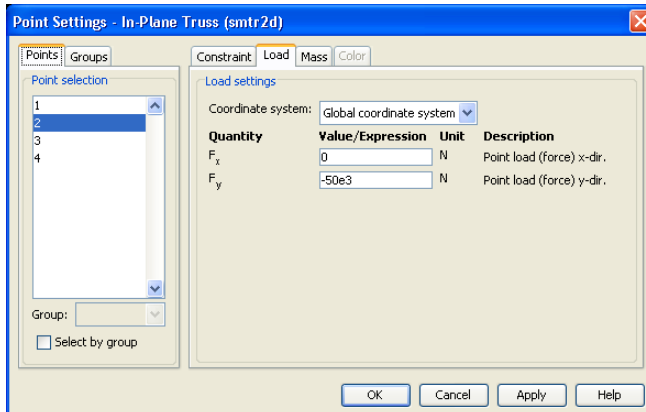 Point Settings - In-Plane Truss (smtr2d)
Points Groups
Constraint Load Mass Color
Point selection
1
2
3
4
Group:
Select by group
Load settings
Coordinate system: Global coordinate system
Quantity Value/Expression Unit Description
Fx 0 N Point load (force) x-dir.
Fy -50e3 N Point load (force) y-dir.
OK Cancel Apply Help